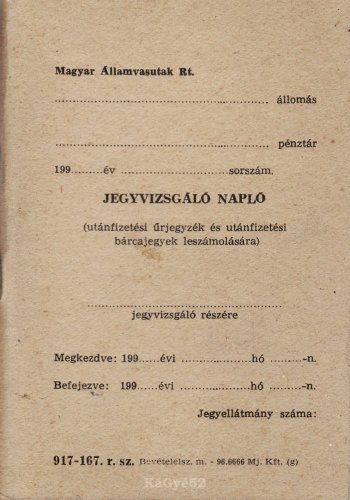 Magyar Államvasutak Rt.
........................................................ állomás
........................................................ pénztár
199.........év ..............................sorszám.
JEGYVIZSGÁLÓ NAPLÓ
(utánfizetési űrjegyzék és utánfizetési
bárcajegyek leszámolására)
........................................................
jegyvizsgáló részére
Megkezdve: 199......évi ....................hó .........-n.
Befejezve: 199......évi ....................hó .........-n.
Jegyellátmány száma:
917-167. r. sz. Bevételelsz. m. - 96.6666 Mj. Kft. (g)
KaGyé52